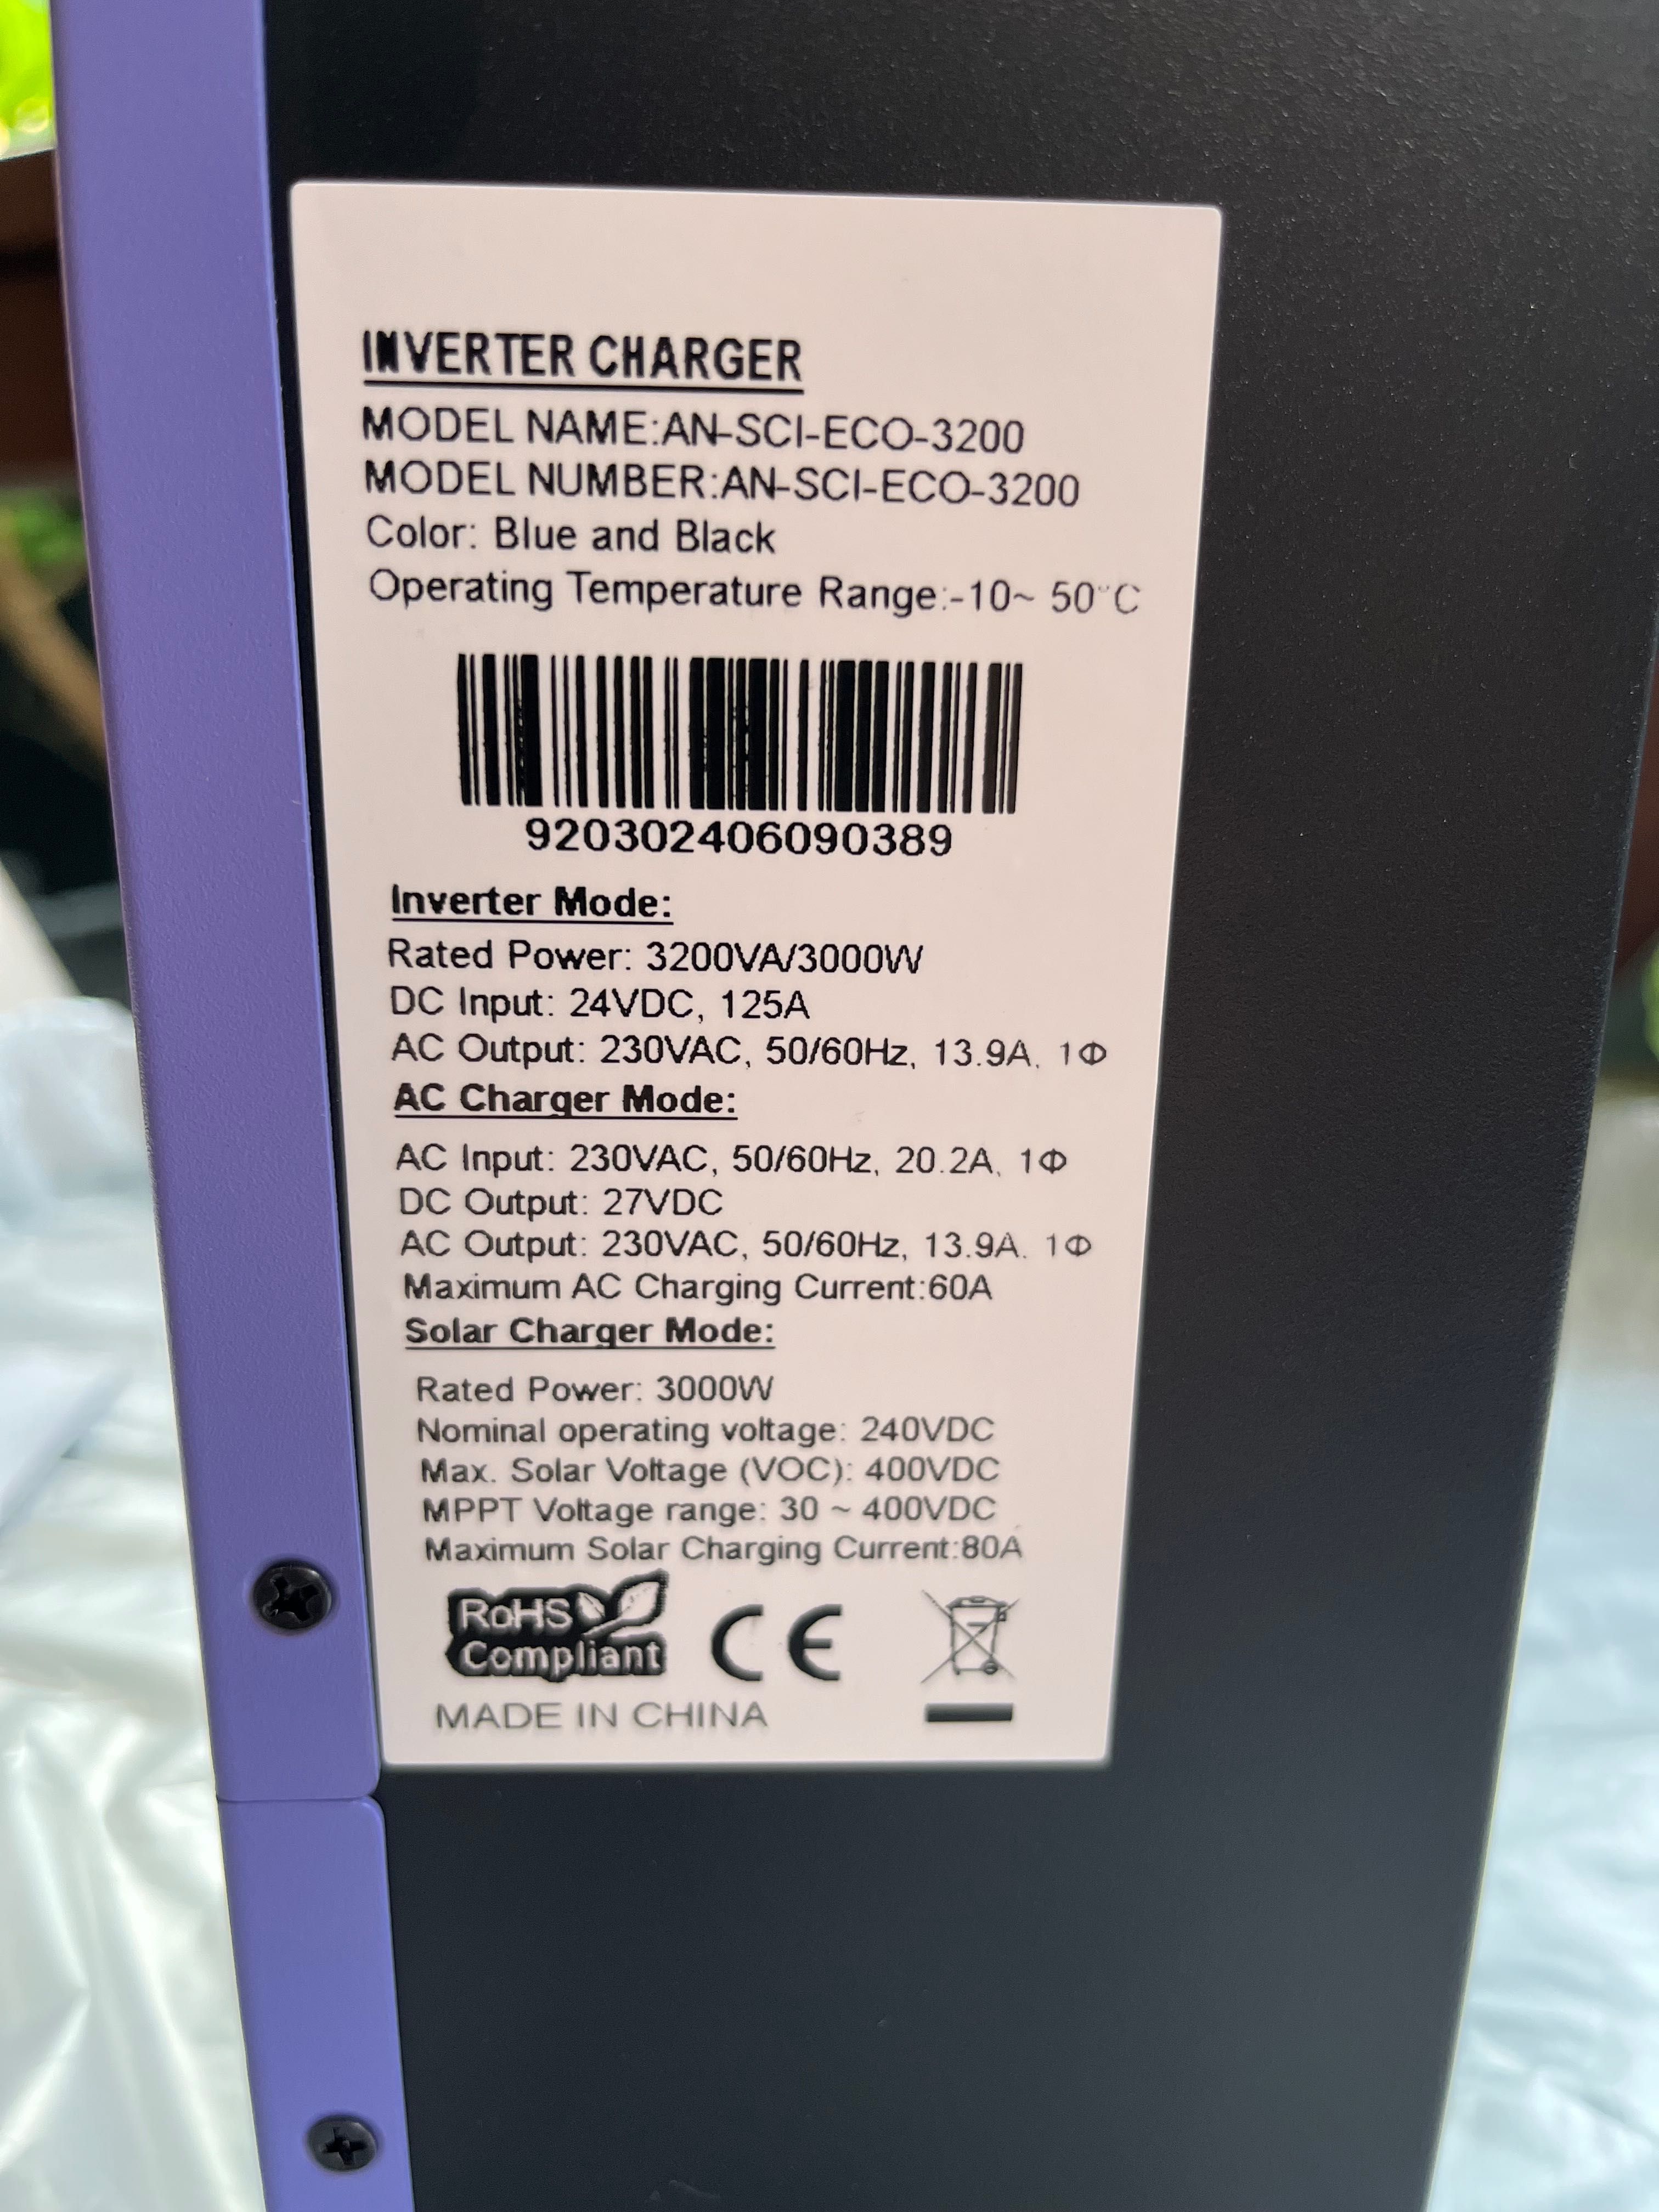 INVERTER CHARGER
MODEL NAME:AN-SCI-ECO-3200
MODEL NUMBER:AN-SCI-ECO-3200
Color: Blue and Black
Operating Temperature Range:-10~ 50°C
920302406090389
Inverter Mode:
Rated Power: 3200VA/3000W
DC Input: 24VDC, 125A
AC Output: 230VAC, 50/60Hz, 13.9A, 1Φ
AC Charger Mode:
AC Input: 230VAC, 50/60Hz, 20.2A, 1Φ
DC Output: 27VDC
AC Output: 230VAC, 50/60Hz, 13.9A. 1Φ
Maximum AC Charging Current:60A
Solar Charger Mode:
Rated Power: 3000W
Nominal operating voltage: 240VDC
Max. Solar Voltage (VOC): 400VDC
MPPT Voltage range: 30 ~ 400VDC
Maximum Solar Charging Current:80A
RoHS
Compliant
CE
MADE IN CHINA